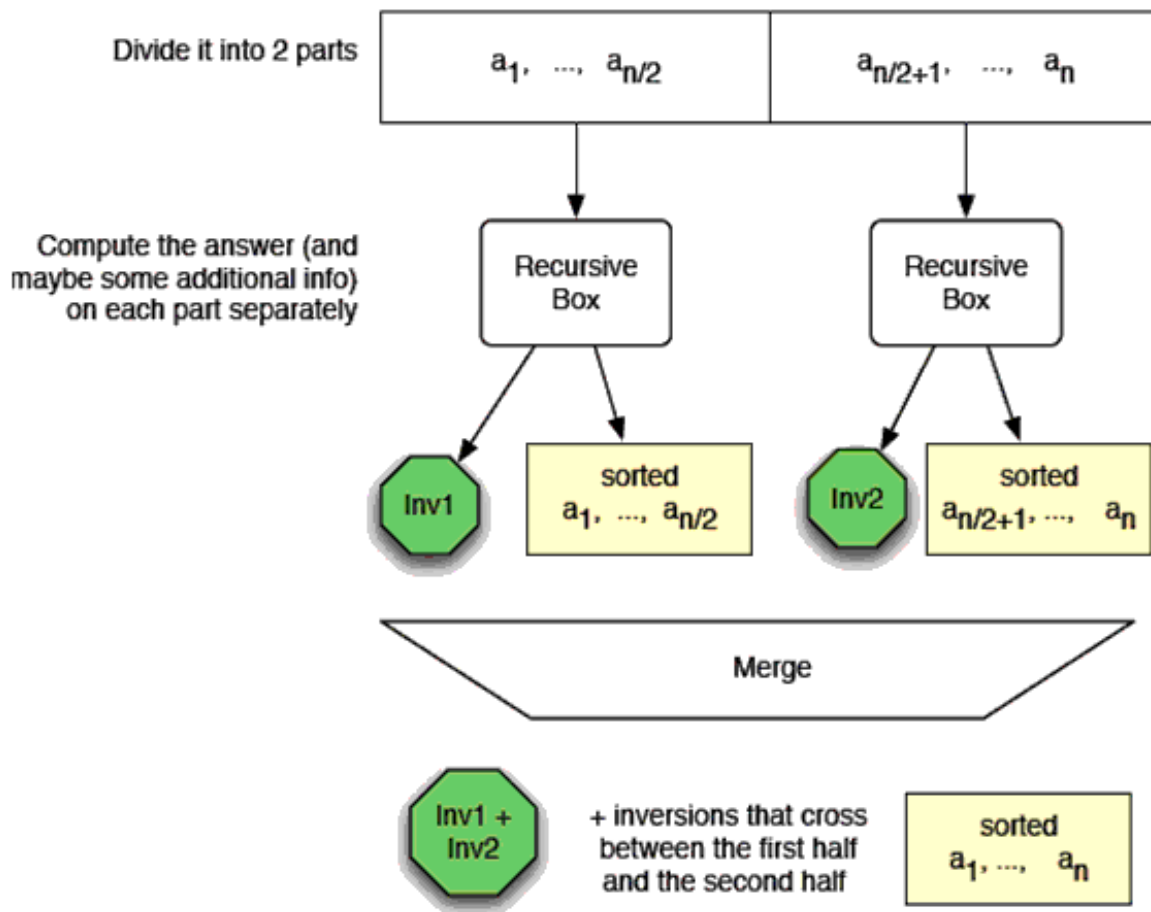 Divide it into 2 parts
a1, ..., an/2
an/2+1, ..., an
Compute the answer (and
maybe some additional info)
on each part separately
Recursive
Box
Recursive
Box
Inv1
sorted
a1, ..., an/2
Inv2
sorted
an/2+1, ..., an
Merge
Inv1 +
Inv2
+ inversions that cross
between the first half
and the second half
sorted
a1, ..., an